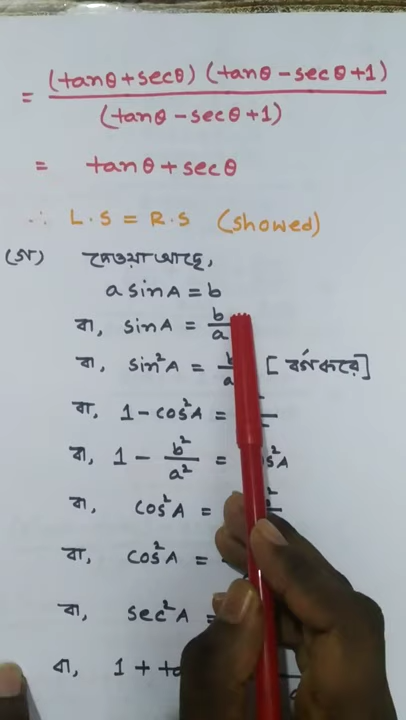 = (tanθ+secθ) (tanθ-secθ+1) / (tanθ-secθ+1)
= tanθ+secθ
∴ L.S = R.S (Showed)
(গ) দেওয়া আছে,
a sinA = b
বা, sinA = b/a
বা, sin²A = [বর্গ করে]
বা, 1-cos²A =
বা, 1 - b²/a² =
বা, cos²A =
বা, cos²A =
বা, sec²A =
বা, 1 +